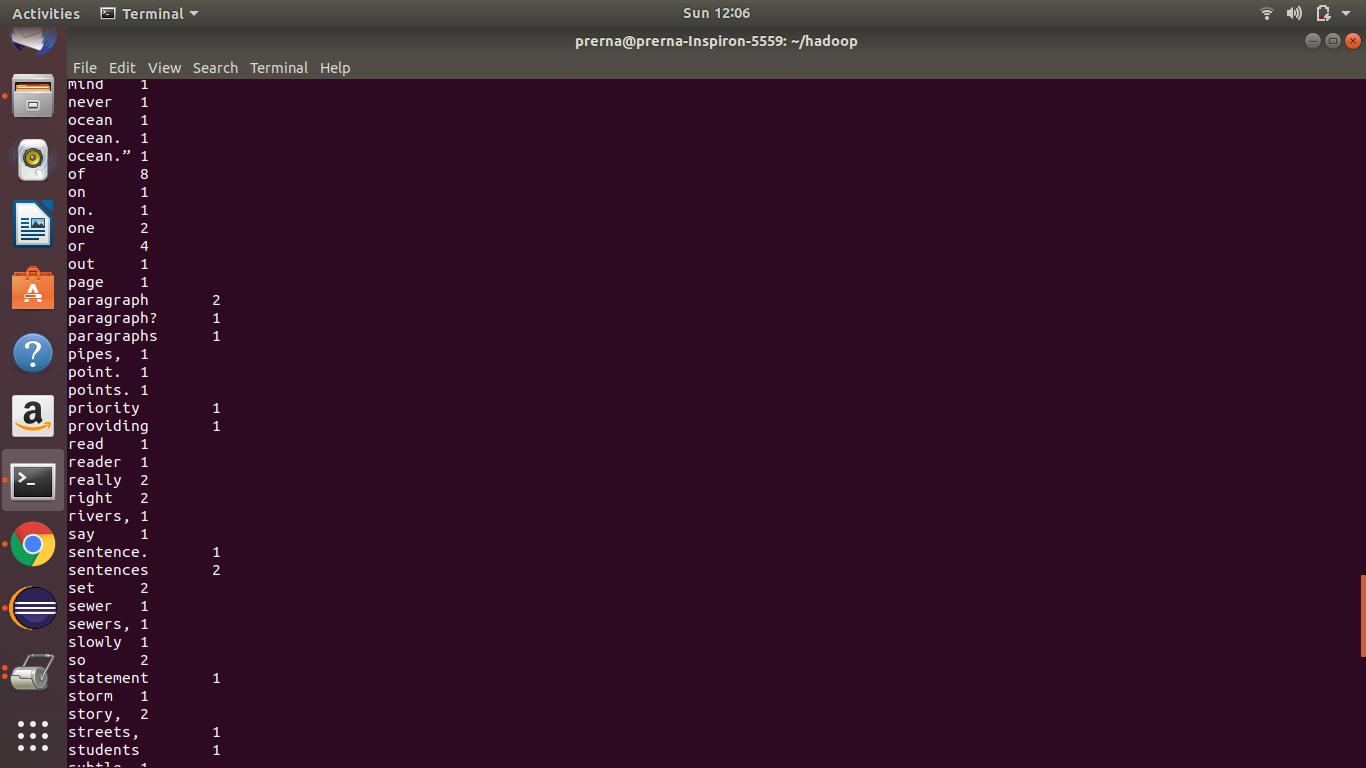 Activities Terminal Sun 12:06
prerna@prerna-Inspiron-5559: ~/hadoop
File Edit View Search Terminal Help
mind 1
never 1
ocean 1
ocean. 1
ocean.” 1
of 8
on 1
on. 1
one 2
or 4
out 1
page 1
paragraph 2
paragraph? 1
paragraphs 1
pipes, 1
point. 1
points. 1
priority 1
providing 1
read 1
reader 1
really 2
right 2
rivers, 1
say 1
sentence. 1
sentences 2
set 2
sewer 1
sewers, 1
slowly 1
so 2
statement 1
storm 1
story, 2
streets, 1
students 1
subtle 1